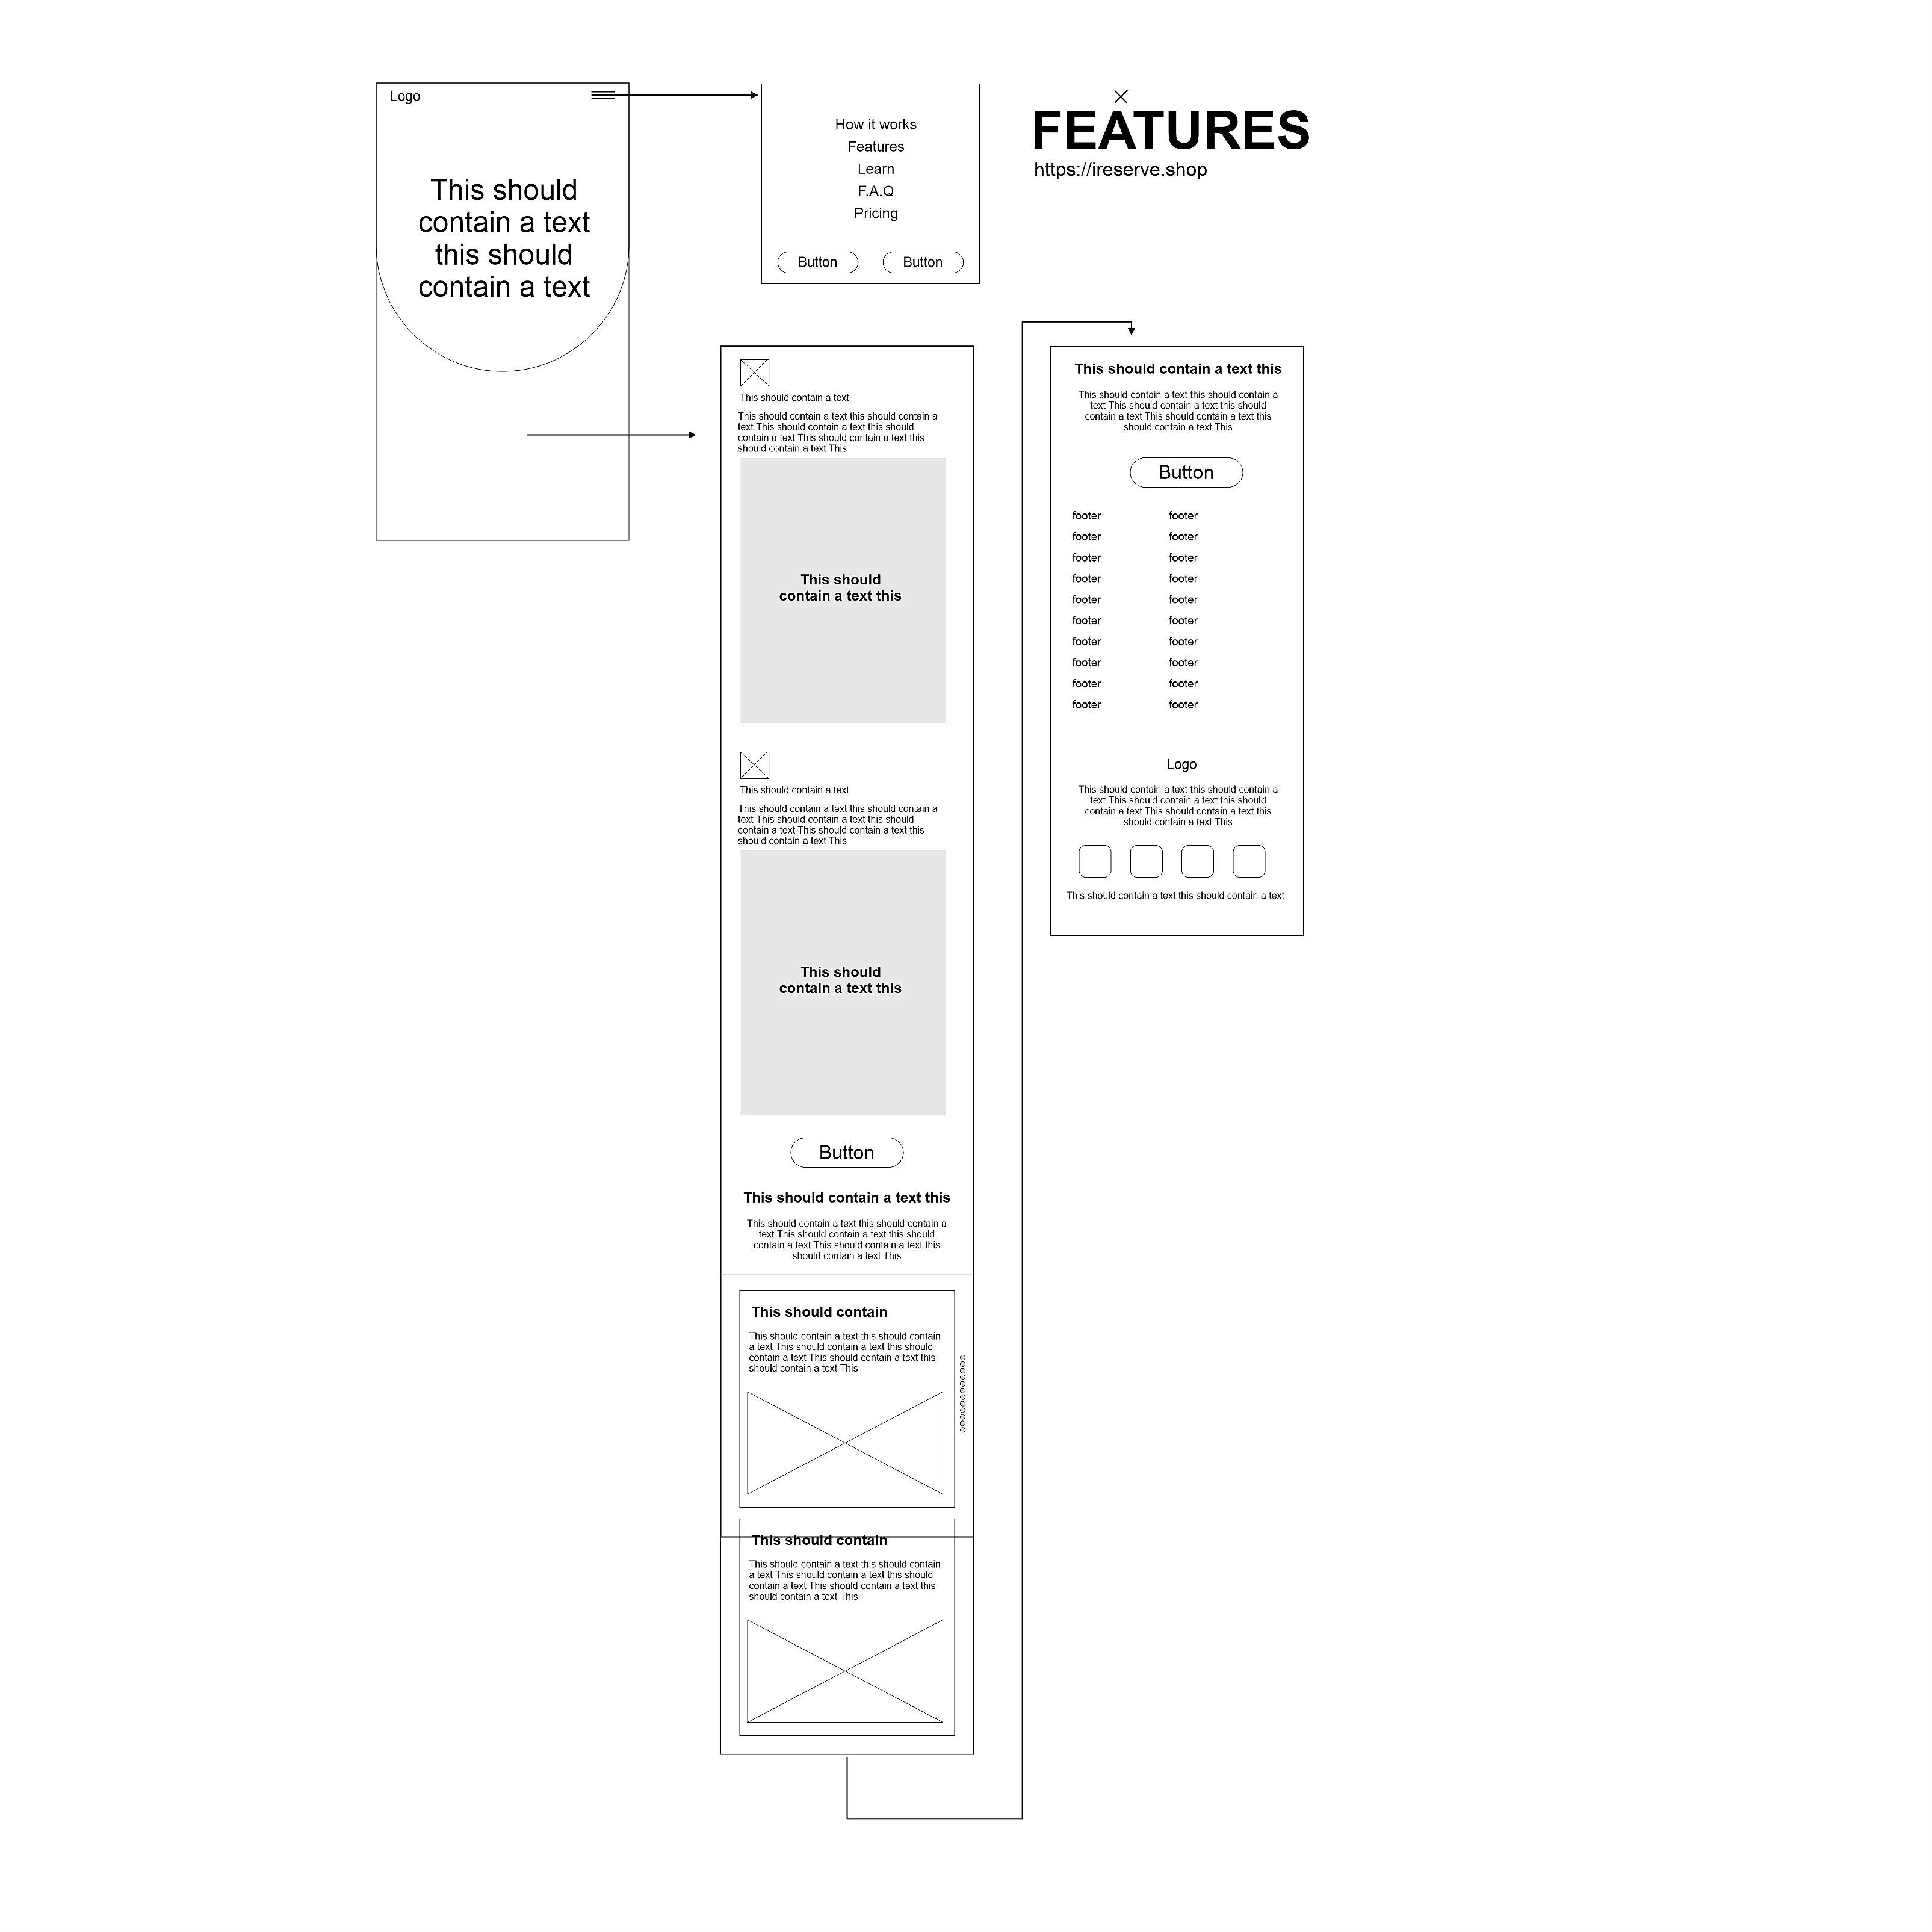 Logo
This should
contain a text
this should
contain a text
How it works
Features
Learn
F.A.Q
Pricing
Button
Button
FEATURES
https://ireserve.shop
This should contain a text
This should contain a text this should contain a
text This should contain a text this should
contain a text This should contain a text this
should contain a text This
This should
contain a text this
This should contain a text
This should contain a text this should contain a
text This should contain a text this should
contain a text This should contain a text this
should contain a text This
This should
contain a text this
Button
This should contain a text this
This should contain a text this should contain a
text This should contain a text this should
contain a text This should contain a text this
should contain a text This
This should contain
This should contain a text this should contain
a text This should contain a text this should
contain a text This should contain a text this
should contain a text This
This should contain
This should contain a text this should contain
a text This should contain a text this should
contain a text This should contain a text this
should contain a text This
This should contain a text this
This should contain a text this should contain a
text This should contain a text this should
contain a text This should contain a text this
should contain a text This
Button
footer footer
footer footer
footer footer
footer footer
footer footer
footer footer
footer footer
footer footer
footer footer
footer footer
Logo
This should contain a text this should contain a
text This should contain a text this should
contain a text This should contain a text this
should contain a text This
This should contain a text this should contain a text